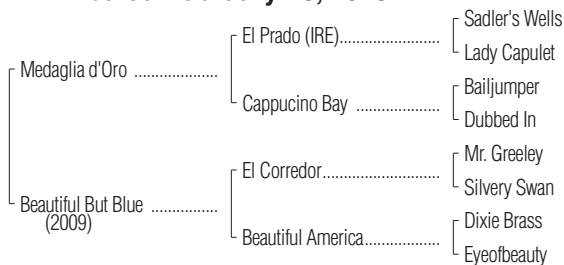 Sadler's Wells
El Prado (IRE)........................
Lady Capulet
Medaglia d'Oro ....................
Bailjumper
Cappucino Bay ....................
Dubbed In
Mr. Greeley
El Corredor............................
Silvery Swan
Beautiful But Blue ................
(2009)
Dixie Brass
Beautiful America..................
Eyeofbeauty